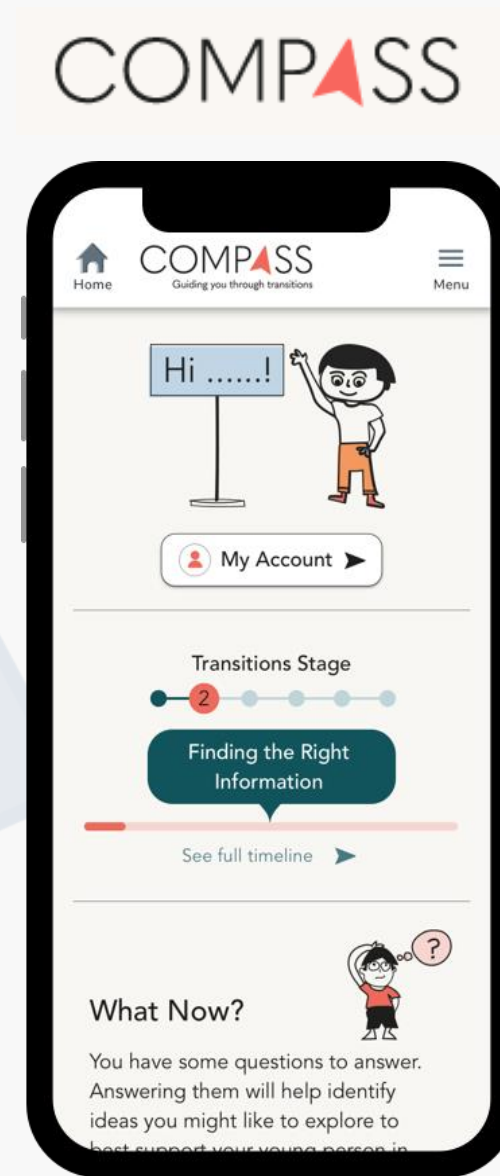 COMPASS
Home
COMPASS
Guiding you through transitions
Menu
Hi ......!
My Account
Transitions Stage
2
Finding the Right
Information
See full timeline
?
What Now?
You have some questions to answer.
Answering them will help identify
ideas you might like to explore to
best support your young person in